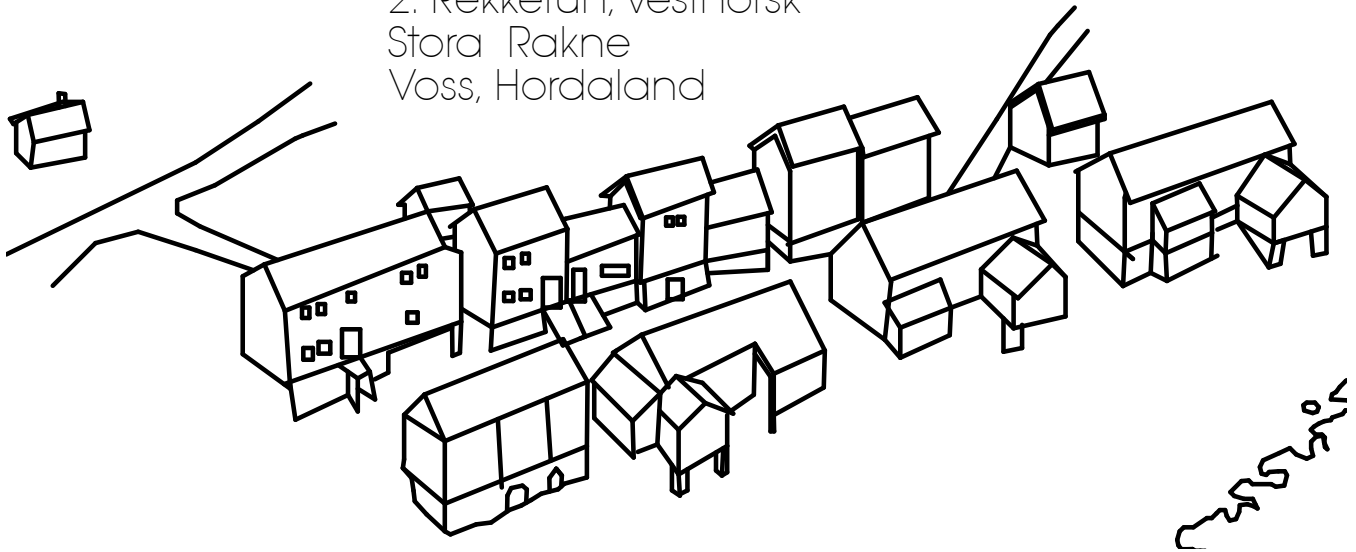 2. Rekketun, vestnorsk
Stora Rakne
Voss, Hordaland